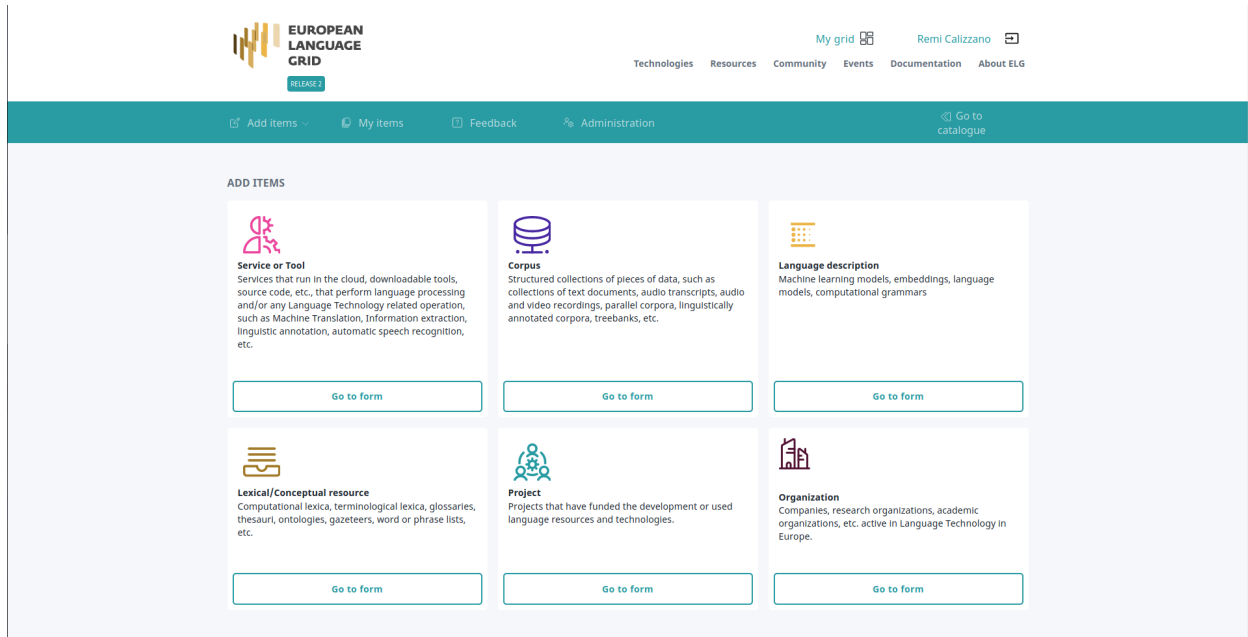 EUROPEAN
LANGUAGE
GRID
RELEASE 2
My grid
Remi Calizzano
Technologies Resources Community Events Documentation About ELG
Add items
My items
Feedback
Administration
Go to
catalogue
ADD ITEMS
Service or Tool
Services that run in the cloud, downloadable tools,
source code, etc., that perform language processing
and/or any Language Technology related operation,
such as Machine Translation, Information extraction,
linguistic annotation, automatic speech recognition,
etc.
Go to form
Corpus
Structured collections of pieces of data, such as
collections of text documents, audio transcripts, audio
and video recordings, parallel corpora, linguistically
annotated corpora, treebanks, etc.
Go to form
Language description
Machine learning models, embeddings, language
models, computational grammars
Go to form
Lexical/Conceptual resource
Computational lexica, terminological lexica, glossaries,
thesauri, ontologies, gazeteers, word or phrase lists,
etc.
Go to form
Project
Projects that have funded the development or used
language resources and technologies.
Go to form
Organization
Companies, research organizations, academic
organizations, etc. active in Language Technology in
Europe.
Go to form